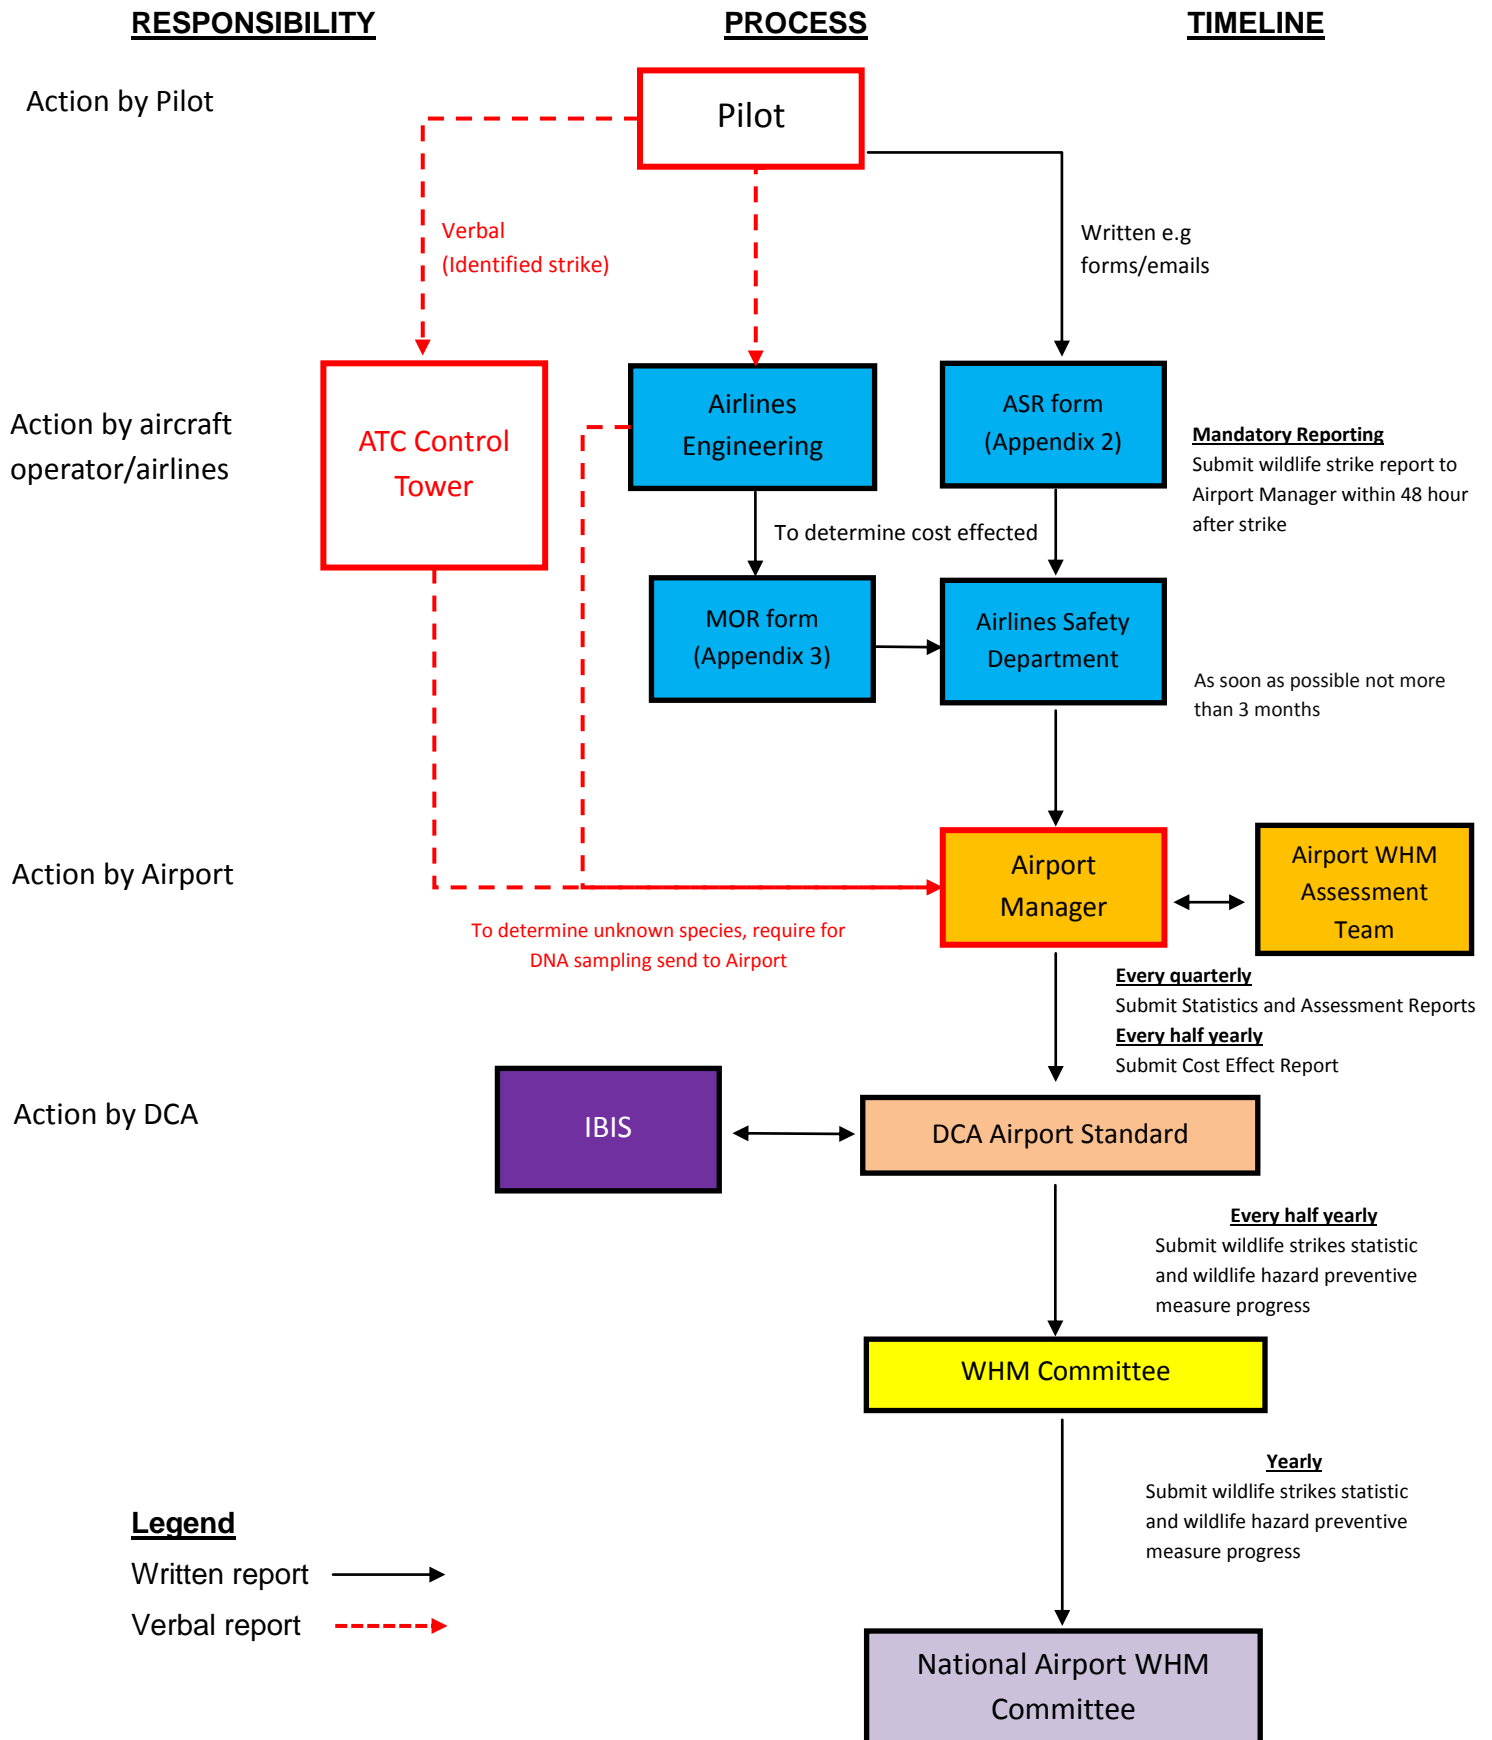 RESPONSIBILITY
PROCESS
TIMELINE
Action by Pilot
Pilot
Verbal
(Identified strike)
Written e.g
forms/emails
Action by aircraft
operator/airlines
ATC Control
Tower
Airlines
Engineering
ASR form
(Appendix 2)
Mandatory Reporting
Submit wildlife strike report to
Airport Manager within 48 hour
after strike
To determine cost effected
MOR form
(Appendix 3)
Airlines Safety
Department
As soon as possible not more
than 3 months
Action by Airport
Airport
Manager
Airport WHM
Assessment
Team
To determine unknown species, require for
DNA sampling send to Airport
Every quarterly
Submit Statistics and Assessment Reports
Every half yearly
Submit Cost Effect Report
Action by DCA
IBIS
DCA Airport Standard
Every half yearly
Submit wildlife strikes statistic
and wildlife hazard preventive
measure progress
WHM Committee
Yearly
Submit wildlife strikes statistic
and wildlife hazard preventive
measure progress
Legend
Written report
Verbal report
National Airport WHM
Committee